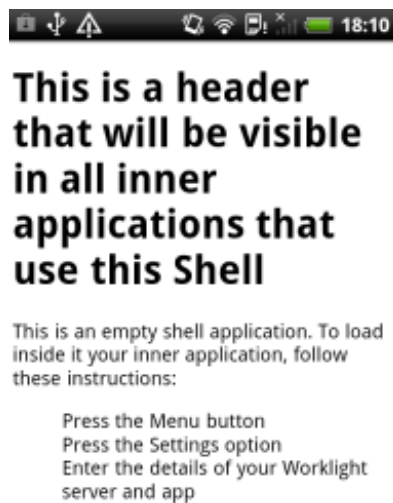 18:10
This is a header
that will be visible
in all inner
applications that
use this Shell
This is an empty shell application. To load
inside it your inner application, follow
these instructions:
Press the Menu button
Press the Settings option
Enter the details of your Worklight
server and app